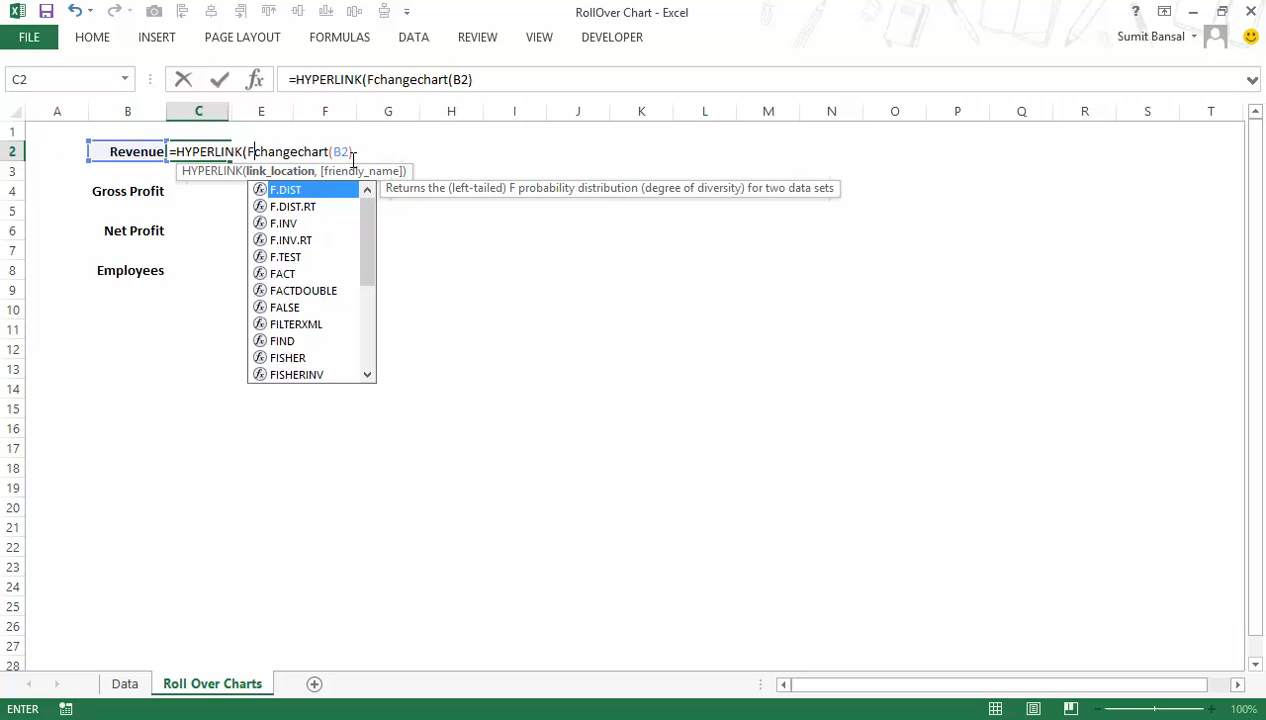 RollOver Chart - Excel
?
FILE HOME INSERT PAGE LAYOUT FORMULAS DATA REVIEW VIEW DEVELOPER Sumit Bansal
C2 fx =HYPERLINK(Fchangechart(B2)
A B C E F G H I J K L M N O P Q R S T
1
2 Revenue =HYPERLINK(Fchangechart(B2)
3 HYPERLINK(link_location, [friendly_name])
F.DIST Returns the (left-tailed) F probability distribution (degree of diversity) for two data sets
4 Gross Profit
F.DIST.RT
5
F.INV
6 Net Profit
F.INV.RT
7
F.TEST
8 Employees
FACT
9
FACTDOUBLE
10
FALSE
11
FILTERXML
12
FIND
13
FISHER
14
FISHERINV
15
16
17
18
19
20
21
22
23
24
25
26
27
28
Data Roll Over Charts
ENTER 100%